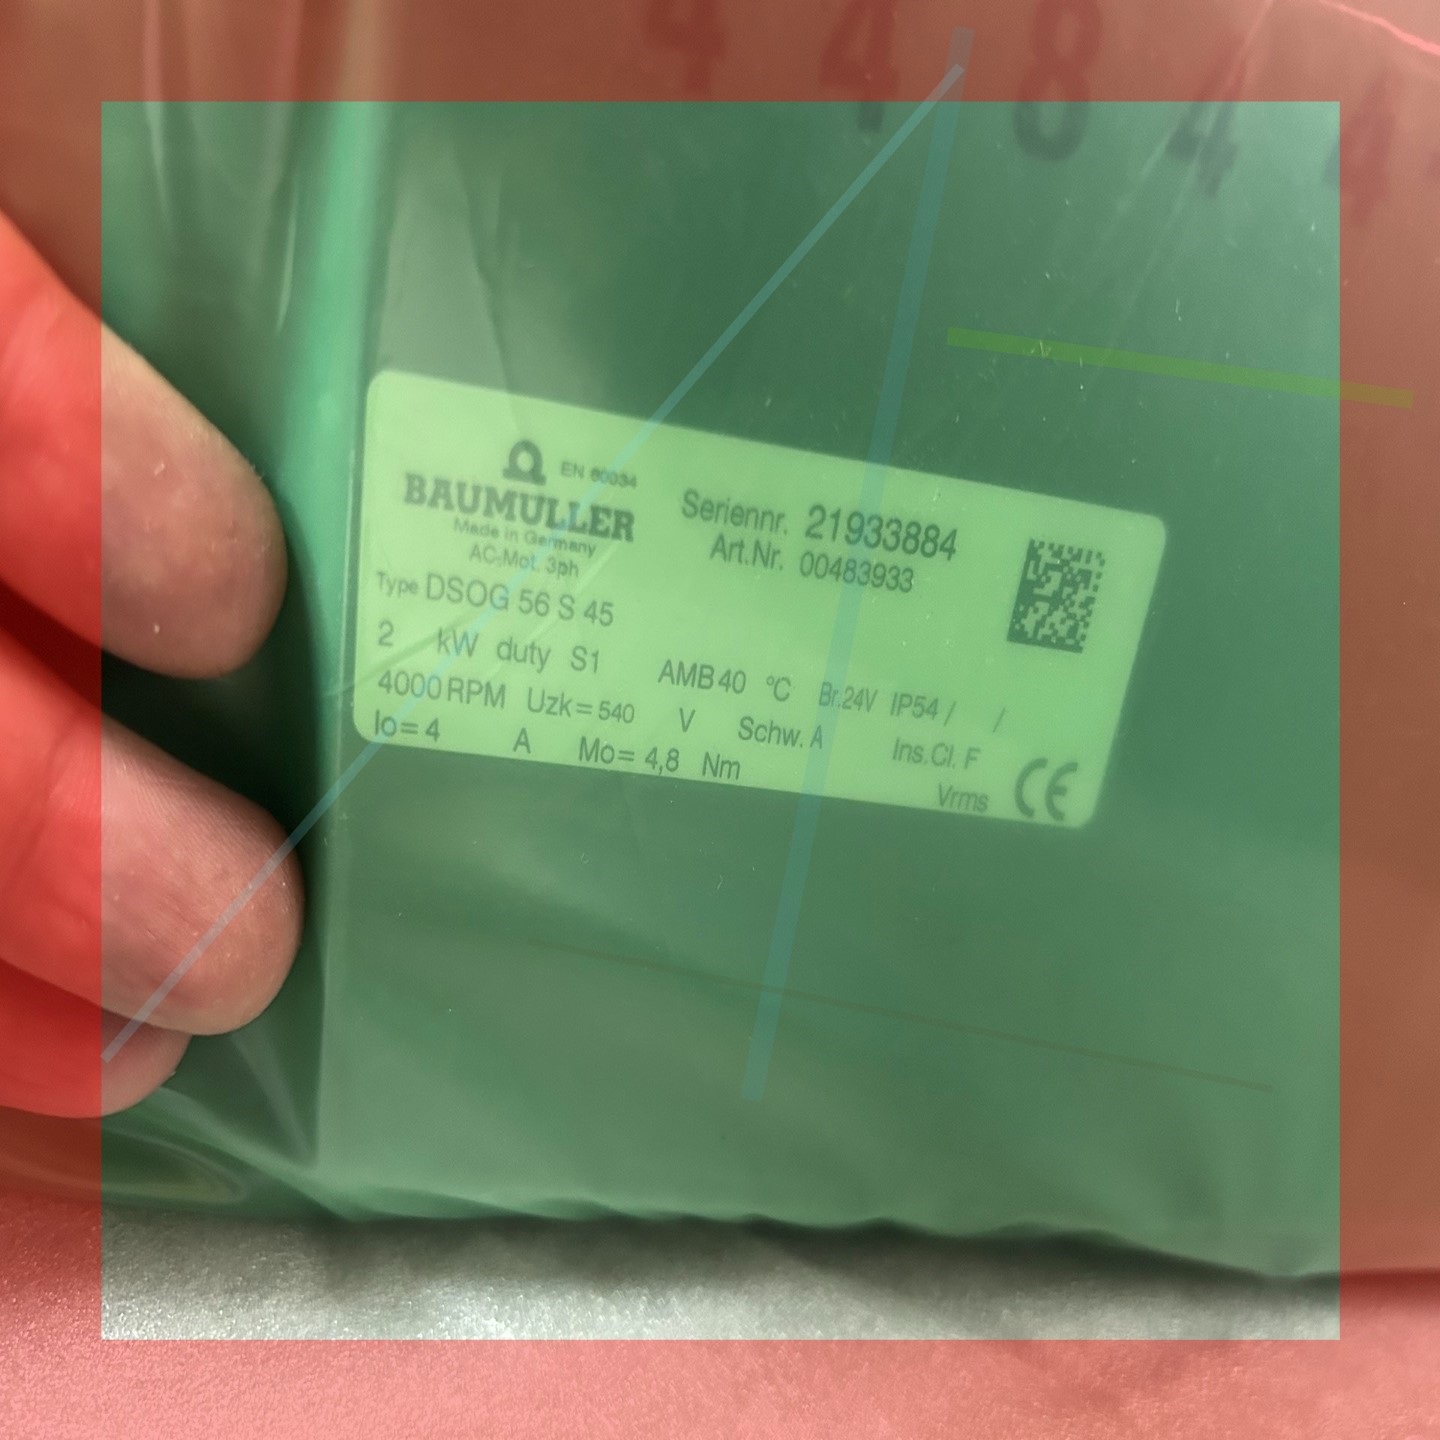 4 4 8 4 4
EN 60034
BAUMÜLLER
Made in Germany
AC-Mot. 3ph
Seriennr. 21933884
Art.Nr. 00483933
Type DSOG 56 S 45
2 kW duty S1 AMB 40 °C Br.24V IP54 / /
4000 RPM Uzk= 540 V Schw. A Ins.Cl. F
Io= 4 A Mo= 4,8 Nm Vrms CE